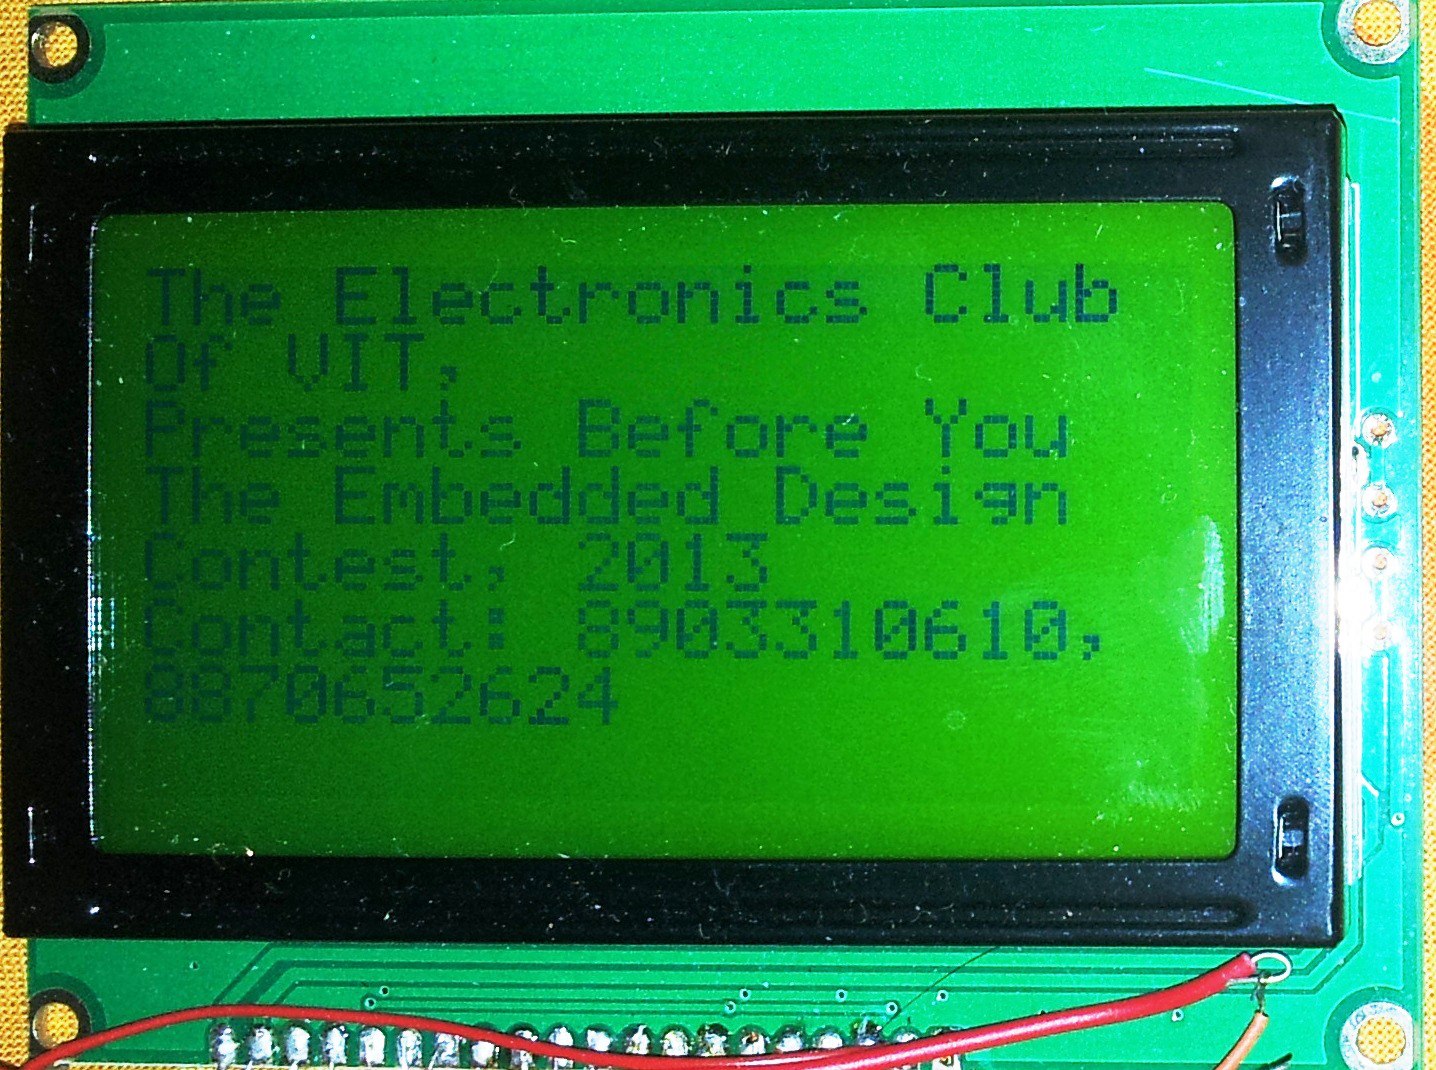 The Electronics Club
Of VIT,
Presents Before You
The Embedded Design
Contest, 2013
Contact: 8903310610,
8870652624